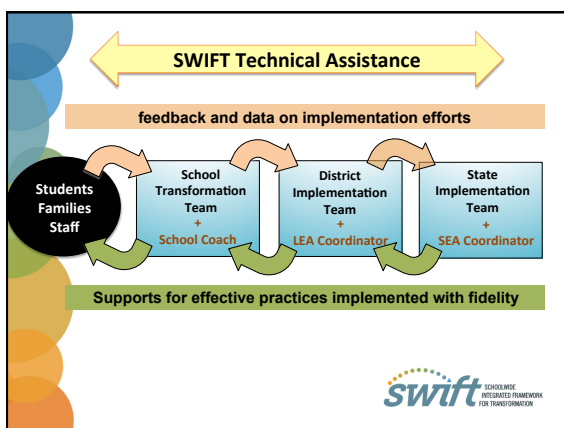 SWIFT Technical Assistance
feedback and data on implementation efforts
Students
Families
Staff
School
Transformation
Team
+
School Coach
District
Implementation
Team
+
LEA Coordinator
State
Implementation
Team
+
SEA Coordinator
Supports for effective practices implemented with fidelity
swift
SCHOOLWIDE
INTEGRATED FRAMEWORK
FOR TRANSFORMATION